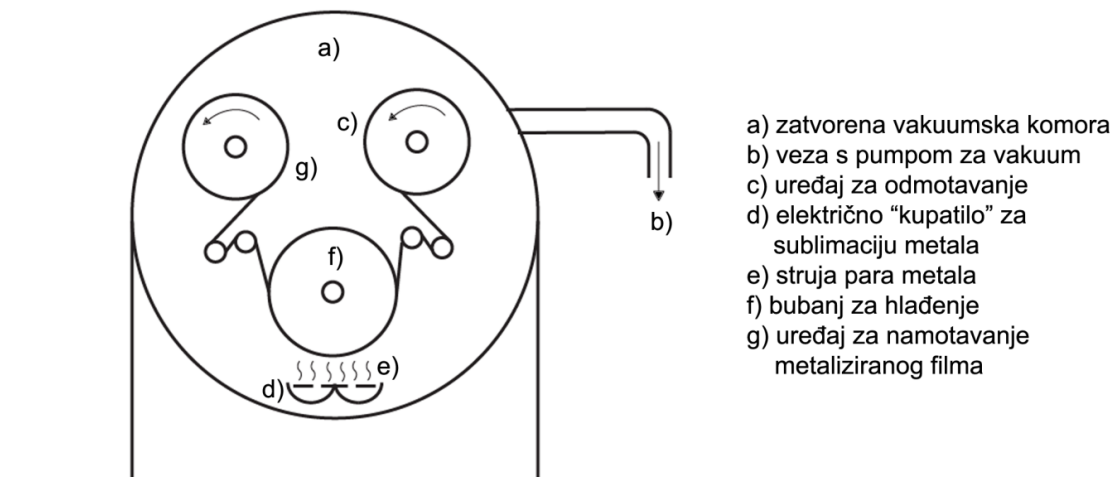 a)
c)
g)
b)
f)
e)
d)
a) zatvorena vakuumska komora
b) veza s pumpom za vakuum
c) uređaj za odmotavanje
d) električno “kupatilo” za
sublimaciju metala
e) struja para metala
f) bubanj za hlađenje
g) uređaj za namotavanje
metaliziranog filma